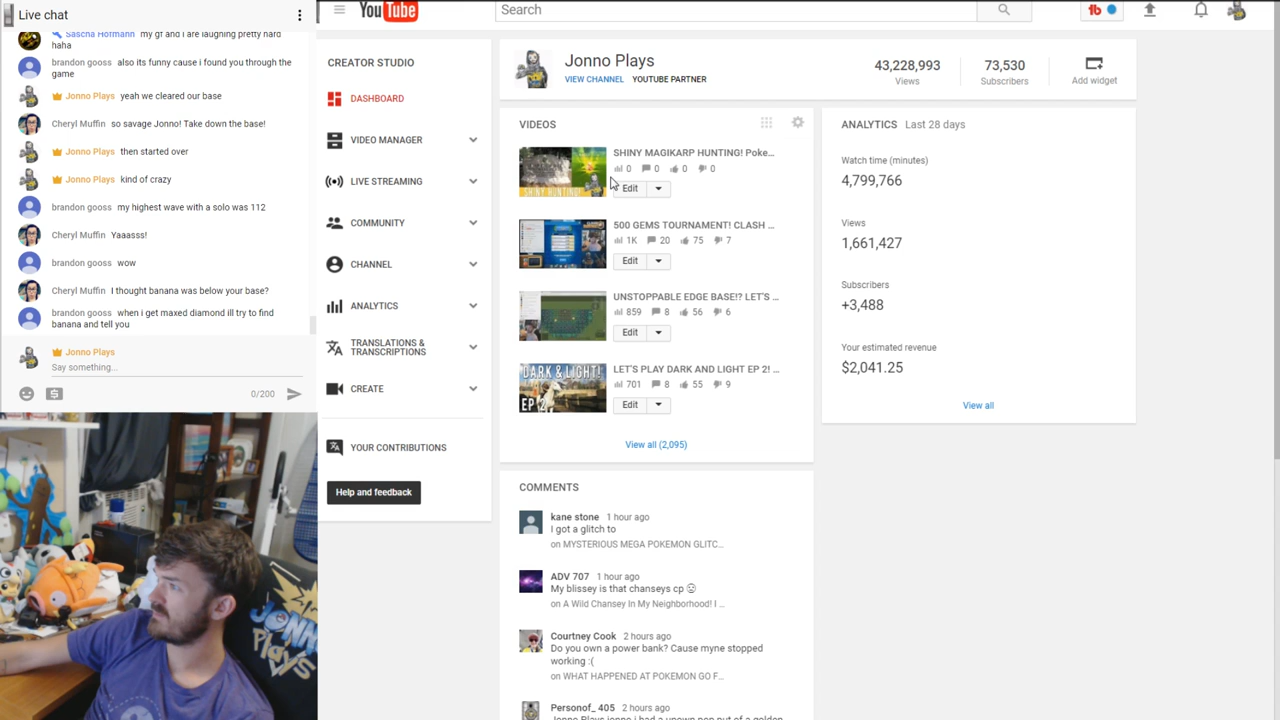 Live chat
Sascha Hofmann my gf and i are laughing pretty hard
haha
brandon gooss also its funny cause i found you through the
game
Jonno Plays yeah we cleared our base
Cheryl Muffin so savage Jonno! Take down the base!
Jonno Plays then started over
Jonno Plays kind of crazy
brandon gooss my highest wave with a solo was 112
Cheryl Muffin Yaaasss!
brandon gooss wow
Cheryl Muffin I thought banana was below your base?
brandon gooss when i get maxed diamond ill try to find
banana and tell you
Jonno Plays
Say something...
0/200
JONNO
PLAYS
YouTube
Search
tb
CREATOR STUDIO
DASHBOARD
VIDEO MANAGER
LIVE STREAMING
COMMUNITY
CHANNEL
ANALYTICS
TRANSLATIONS &
TRANSCRIPTIONS
CREATE
YOUR CONTRIBUTIONS
Help and feedback
Jonno Plays
VIEW CHANNEL YOUTUBE PARTNER
43,228,993
Views
73,530
Subscribers
Add widget
VIDEOS
SHINY MAGIKARP HUNTING! Poke...
0 0 0 0
Edit
SHINY HUNTING!
500 GEMS TOURNAMENT! CLASH ...
1K 20 75 7
Edit
UNSTOPPABLE EDGE BASE!? LET'S ...
859 8 56 6
Edit
LET'S PLAY DARK AND LIGHT EP 2! ...
701 8 55 9
Edit
DARK & LIGHT!
EP 2
View all (2,095)
COMMENTS
kane stone 1 hour ago
I got a glitch to
on MYSTERIOUS MEGA POKEMON GLITC...
ADV 707 1 hour ago
My blissey is that chanseys cp
on A Wild Chansey In My Neighborhood! I ...
Courtney Cook 2 hours ago
Do you own a power bank? Cause myne stopped
working :(
on WHAT HAPPENED AT POKEMON GO F...
Personof_ 405 2 hours ago
ANALYTICS Last 28 days
Watch time (minutes)
4,799,766
Views
1,661,427
Subscribers
+3,488
Your estimated revenue
$2,041.25
View all